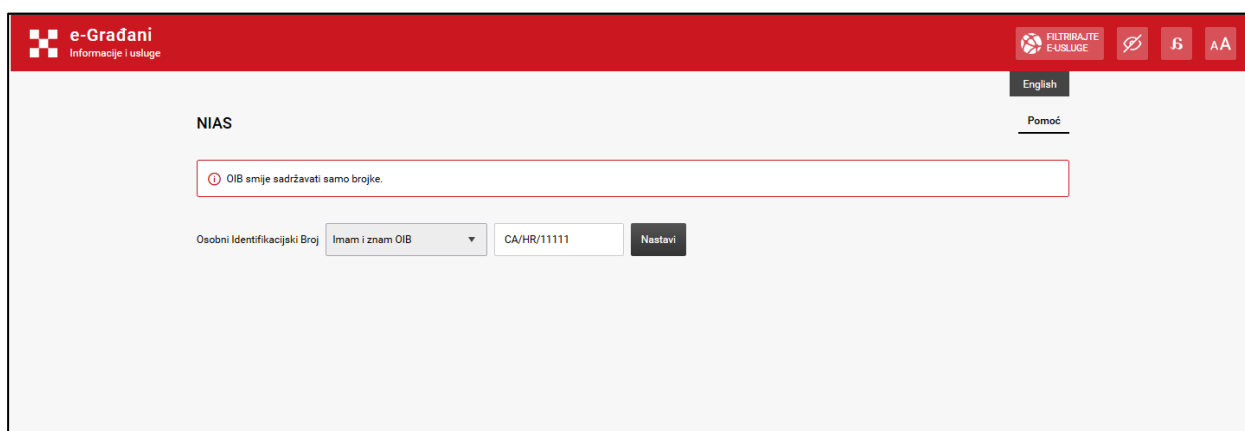 e-Građani
Informacije i usluge
FILTRIRAJTE
E-USLUGE
AA
English
NIAS
Pomoć
OIB smije sadržavati samo brojke.
Osobni Identifikacijski Broj Imam i znam OIB CA/HR/11111 Nastavi